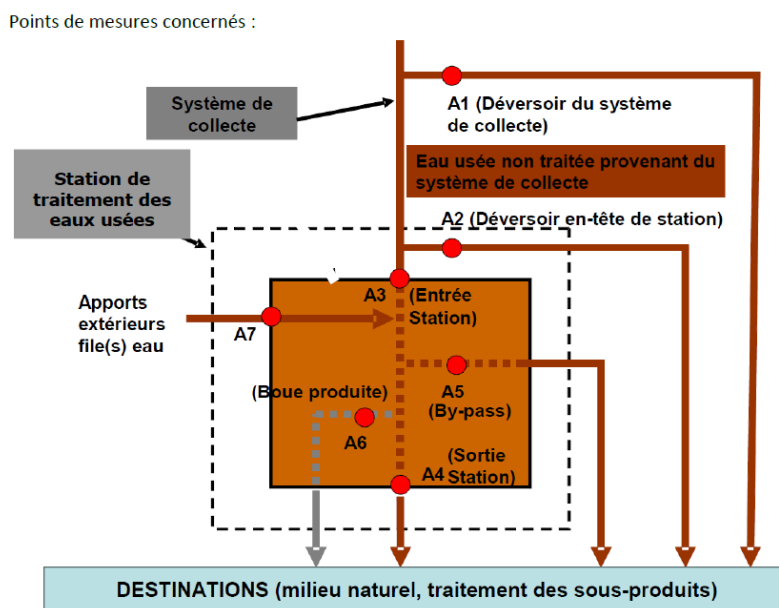 Points de mesures concernés :
Système de
collecte
A1 (Déversoir du système
de collecte)
Eau usée non traitée provenant du
système de collecte
Station de
traitement des
eaux usées
A2 (Déversoir en-tête de station)
A3
(Entrée
Station)
Apports
extérieurs
file(s) eau
A7
(Boue produite)
A5
(By-pass)
A6
(Sortie
Station)
A4
DESTINATIONS (milieu naturel, traitement des sous-produits)